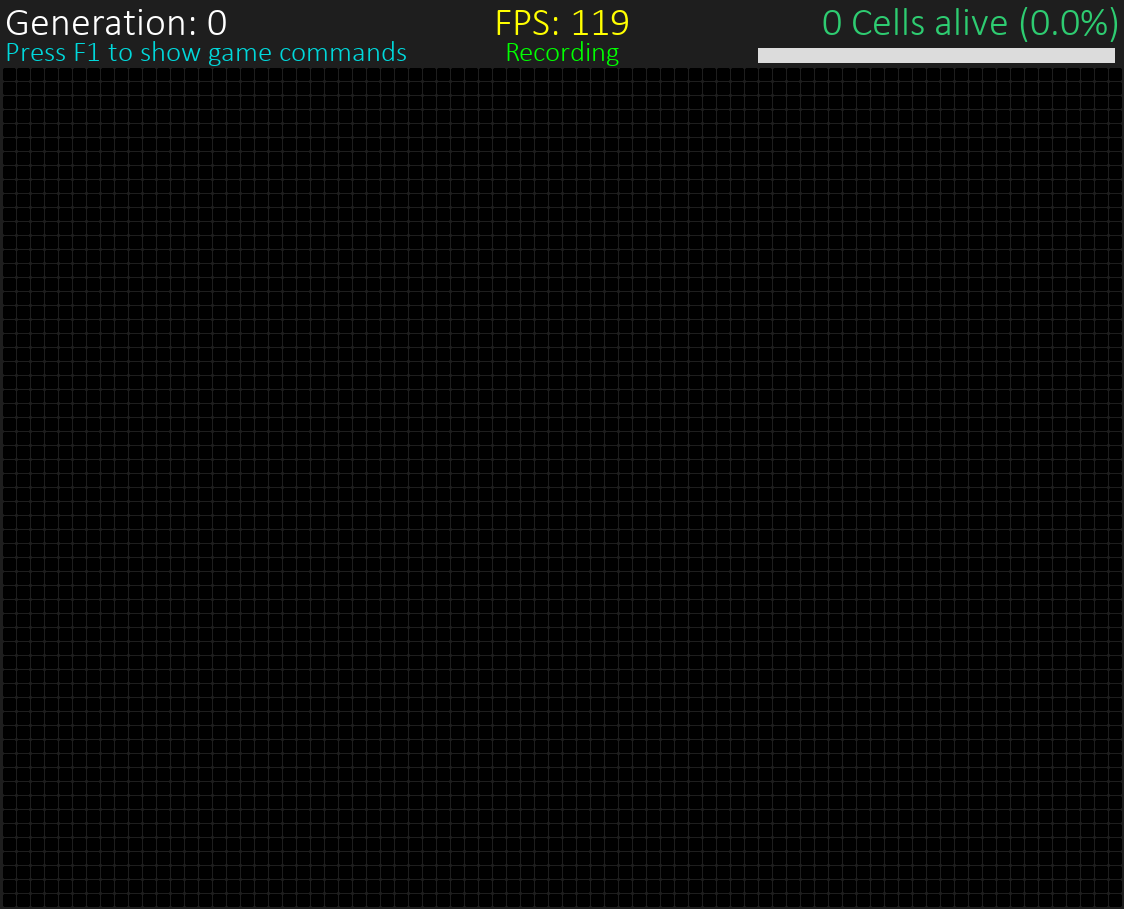 Generation: 0
FPS: 119
0 Cells alive (0.0%)
Press F1 to show game commands
Recording